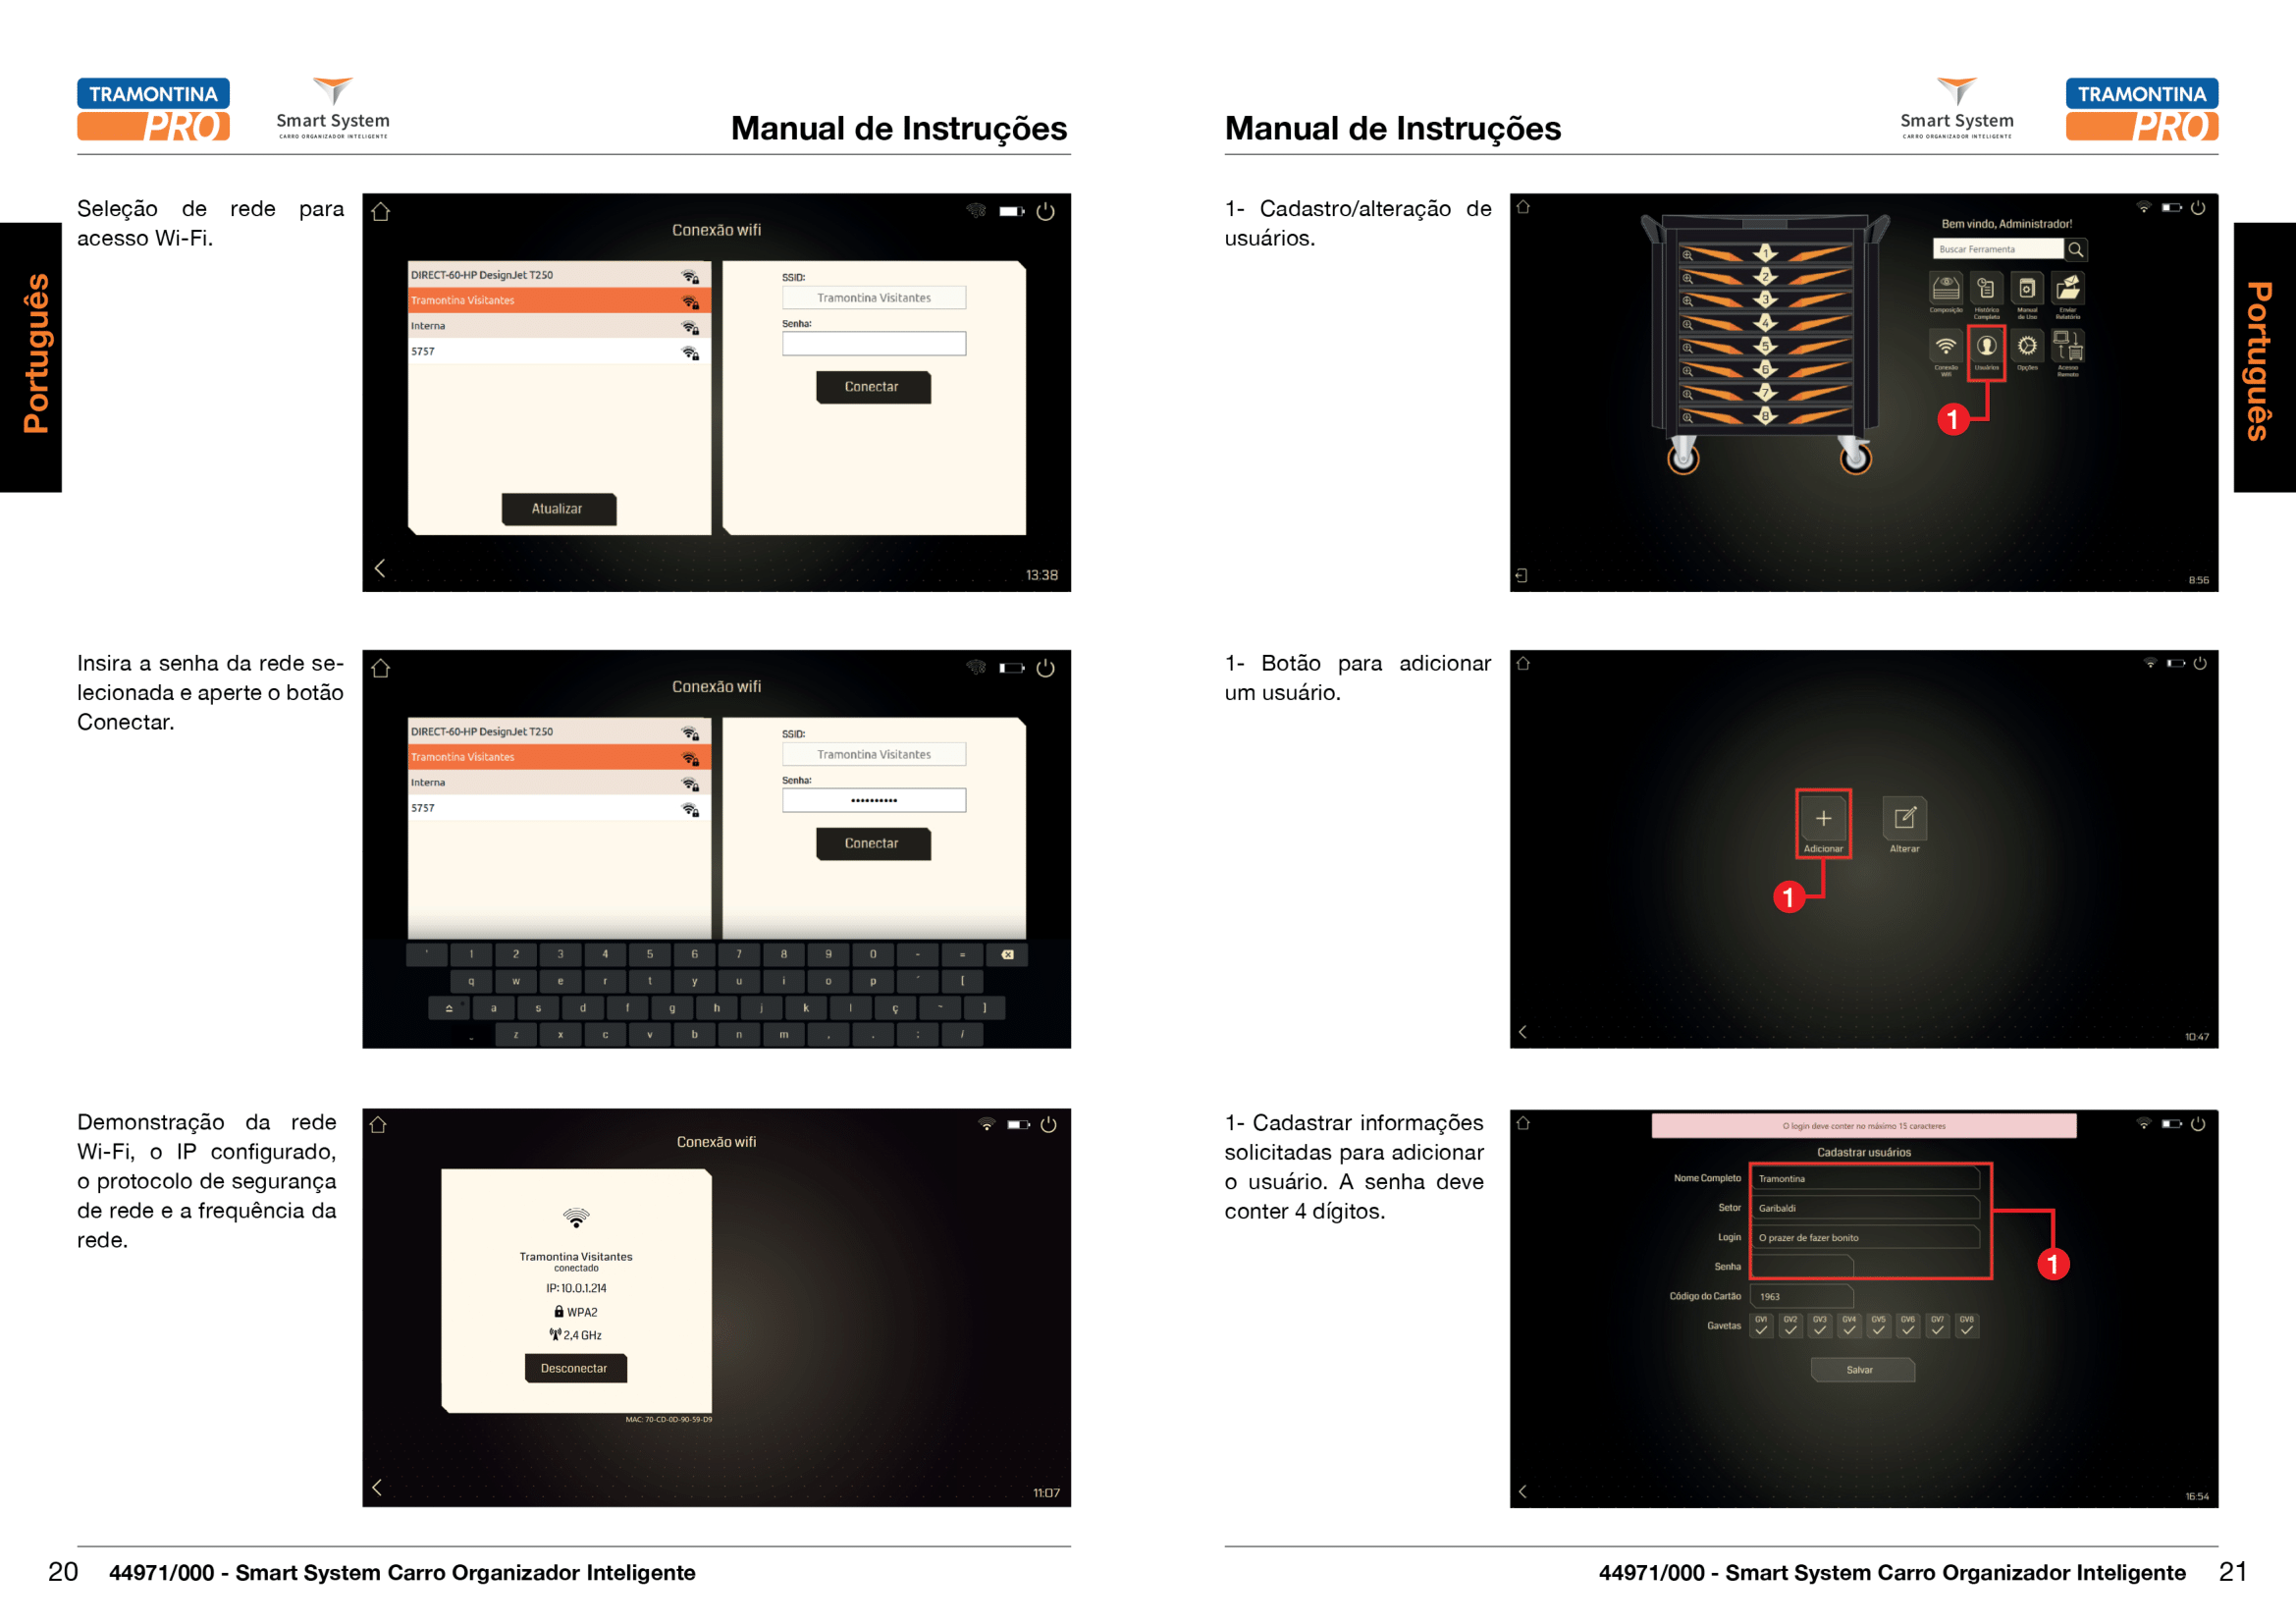 TRAMONTINA
PRO
Smart System
CARRO ORGANIZADOR INTELIGENTE
Manual de Instruções
Português
Seleção de rede para
acesso Wi-Fi.
Conexão wifi
DIRECT-60-HP DesignJet T250
Tramontina Visitantes
Interna
5757
Atualizar
SSID:
Tramontina Visitantes
Senha:
Conectar
13:38
Insira a senha da rede se-
lecionada e aperte o botão
Conectar.
Conexão wifi
DIRECT-60-HP DesignJet T250
Tramontina Visitantes
Interna
5757
SSID:
Tramontina Visitantes
Senha:
••••••••••
Conectar
' 1 2 3 4 5 6 7 8 9 0 - =
q w e r t y u i o p ´ [
a s d f g h j k l ç ~ ]
z x c v b n m , . ; /
Demonstração da rede
Wi-Fi, o IP configurado,
o protocolo de segurança
de rede e a frequência da
rede.
Conexão wifi
Tramontina Visitantes
conectado
IP: 10.0.1.214
WPA2
2,4 GHz
Desconectar
MAC: 70-CD-0D-90-59-D9
11:07
20 44971/000 - Smart System Carro Organizador Inteligente
Manual de Instruções
Smart System
CARRO ORGANIZADOR INTELIGENTE
TRAMONTINA
PRO
Português
1- Cadastro/alteração de
usuários.
1
2
3
4
5
6
7
8
Bem vindo, Administrador!
Buscar Ferramenta
Composição
Histórico
Completo
Manual
de Uso
Enviar
Relatório
Conexão
Wifi
Usuários
Opções
Acesso
Remoto
1
8:56
1- Botão para adicionar
um usuário.
Adicionar
Alterar
1
10:47
1- Cadastrar informações
solicitadas para adicionar
o usuário. A senha deve
conter 4 dígitos.
O login deve conter no máximo 15 caracteres
Cadastrar usuários
Nome Completo Tramontina
Setor Garibaldi
Login O prazer de fazer bonito
Senha
Código do Cartão 1963
Gavetas GV1 GV2 GV3 GV4 GV5 GV6 GV7 GV8
Salvar
1
16:54
44971/000 - Smart System Carro Organizador Inteligente 21